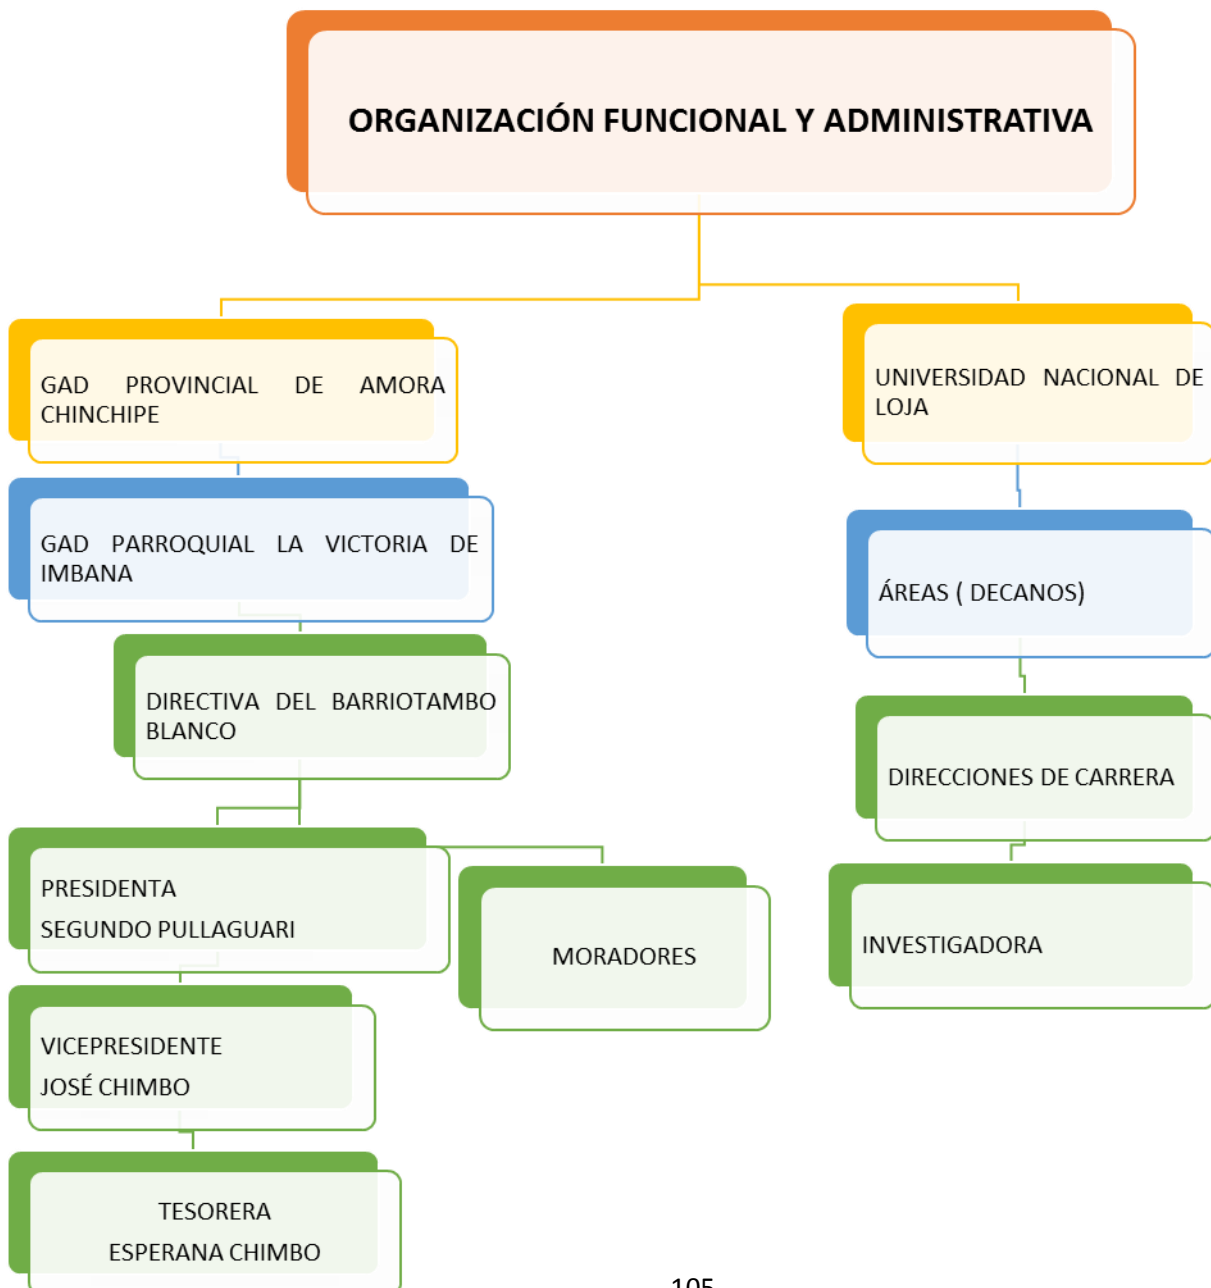 ORGANIZACIÓN FUNCIONAL Y ADMINISTRATIVA
GAD PROVINCIAL DE AMORA
CHINCHIPE
GAD PARROQUIAL LA VICTORIA DE
IMBANA
DIRECTIVA DEL BARRIOTAMBO
BLANCO
PRESIDENTA
SEGUNDO PULLAGUARI
MORADORES
VICEPRESIDENTE
JOSÉ CHIMBO
TESORERA
ESPERANA CHIMBO
UNIVERSIDAD NACIONAL DE
LOJA
ÁREAS ( DECANOS)
DIRECCIONES DE CARRERA
INVESTIGADORA
105